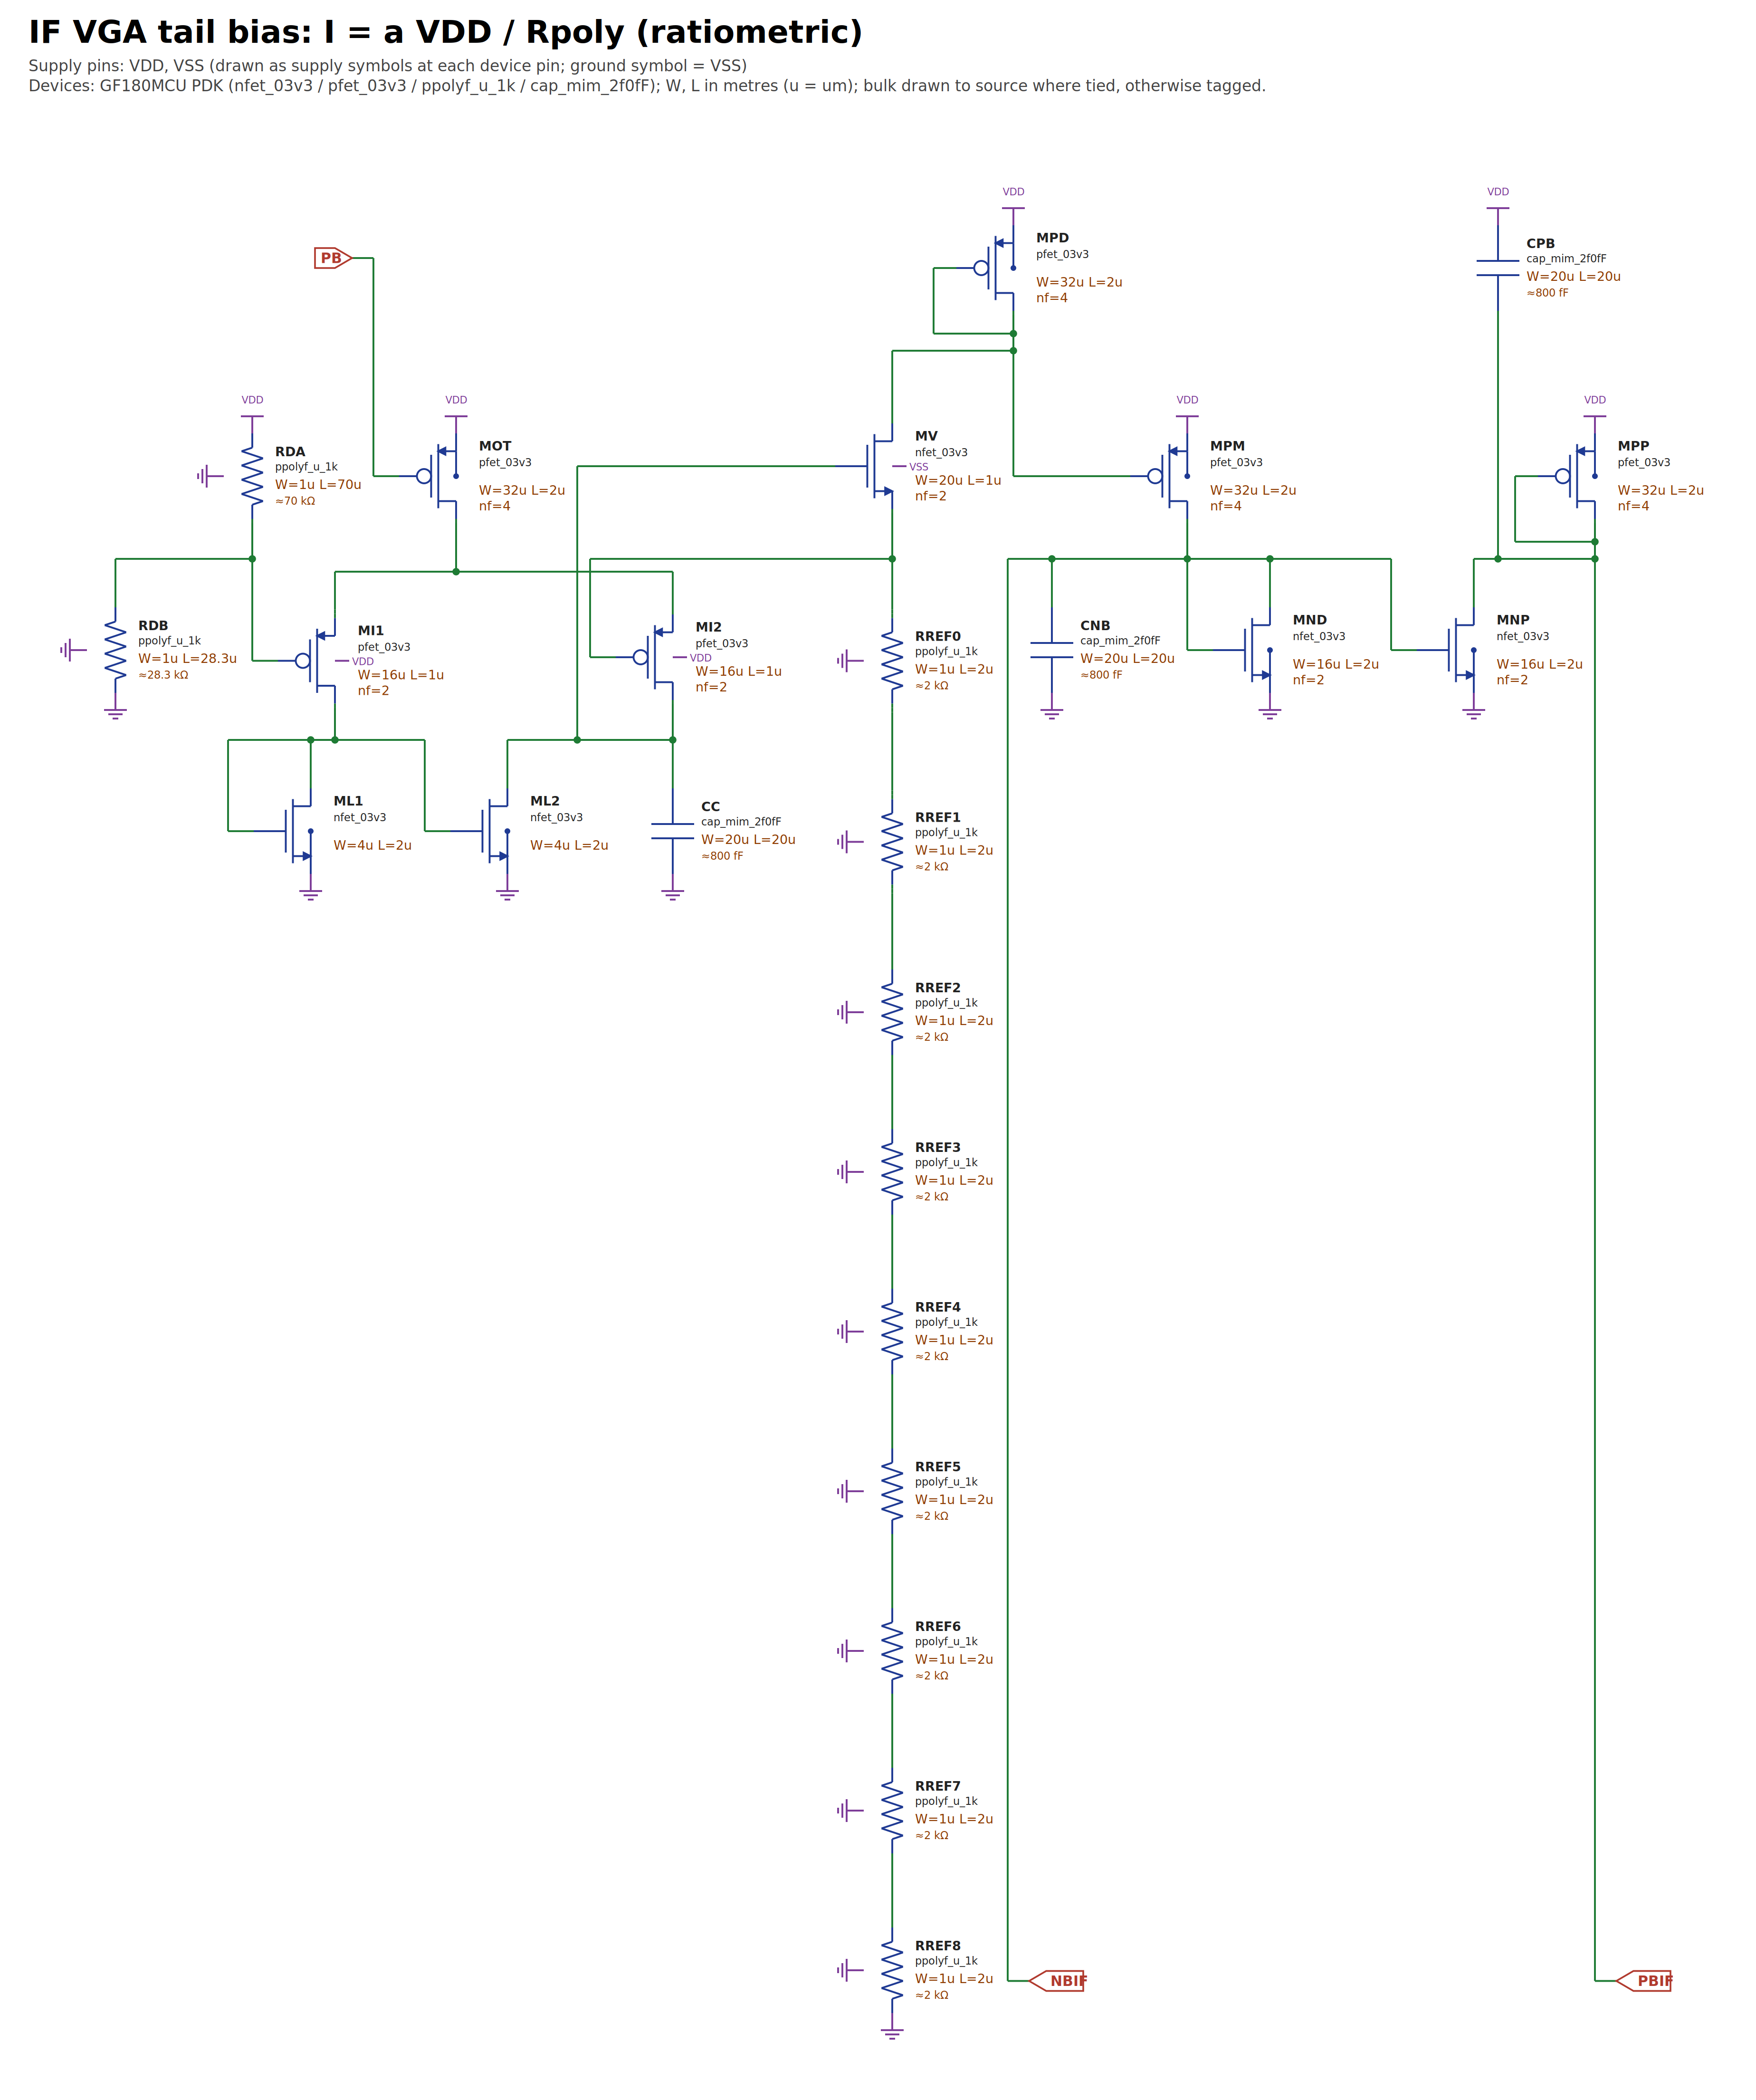 IF VGA tail bias: I = a VDD / Rpoly (ratiometric)
Supply pins: VDD, VSS (drawn as supply symbols at each device pin; ground symbol = VSS)
Devices: GF180MCU PDK (nfet_03v3 / pfet_03v3 / ppolyf_u_1k / cap_mim_2f0fF); W, L in metres (u = um); bulk drawn to source where tied, otherwise tagged.
VDD
MPD
pfet_03v3
W=32u L=2u
nf=4
VDD
CPB
cap_mim_2f0fF
W=20u L=20u
≈800 fF
PB
VDD
RDA
ppolyf_u_1k
W=1u L=70u
≈70 kΩ
VDD
MOT
pfet_03v3
W=32u L=2u
nf=4
MV
nfet_03v3
VSS
W=20u L=1u
nf=2
VDD
MPM
pfet_03v3
W=32u L=2u
nf=4
VDD
MPP
pfet_03v3
W=32u L=2u
nf=4
RDB
ppolyf_u_1k
W=1u L=28.3u
≈28.3 kΩ
MI1
pfet_03v3
VDD
W=16u L=1u
nf=2
MI2
pfet_03v3
VDD
W=16u L=1u
nf=2
RREF0
ppolyf_u_1k
W=1u L=2u
≈2 kΩ
CNB
cap_mim_2f0fF
W=20u L=20u
≈800 fF
MND
nfet_03v3
W=16u L=2u
nf=2
MNP
nfet_03v3
W=16u L=2u
nf=2
ML1
nfet_03v3
W=4u L=2u
ML2
nfet_03v3
W=4u L=2u
CC
cap_mim_2f0fF
W=20u L=20u
≈800 fF
RREF1
ppolyf_u_1k
W=1u L=2u
≈2 kΩ
RREF2
ppolyf_u_1k
W=1u L=2u
≈2 kΩ
RREF3
ppolyf_u_1k
W=1u L=2u
≈2 kΩ
RREF4
ppolyf_u_1k
W=1u L=2u
≈2 kΩ
RREF5
ppolyf_u_1k
W=1u L=2u
≈2 kΩ
RREF6
ppolyf_u_1k
W=1u L=2u
≈2 kΩ
RREF7
ppolyf_u_1k
W=1u L=2u
≈2 kΩ
RREF8
ppolyf_u_1k
W=1u L=2u
≈2 kΩ
NBIF
PBIF